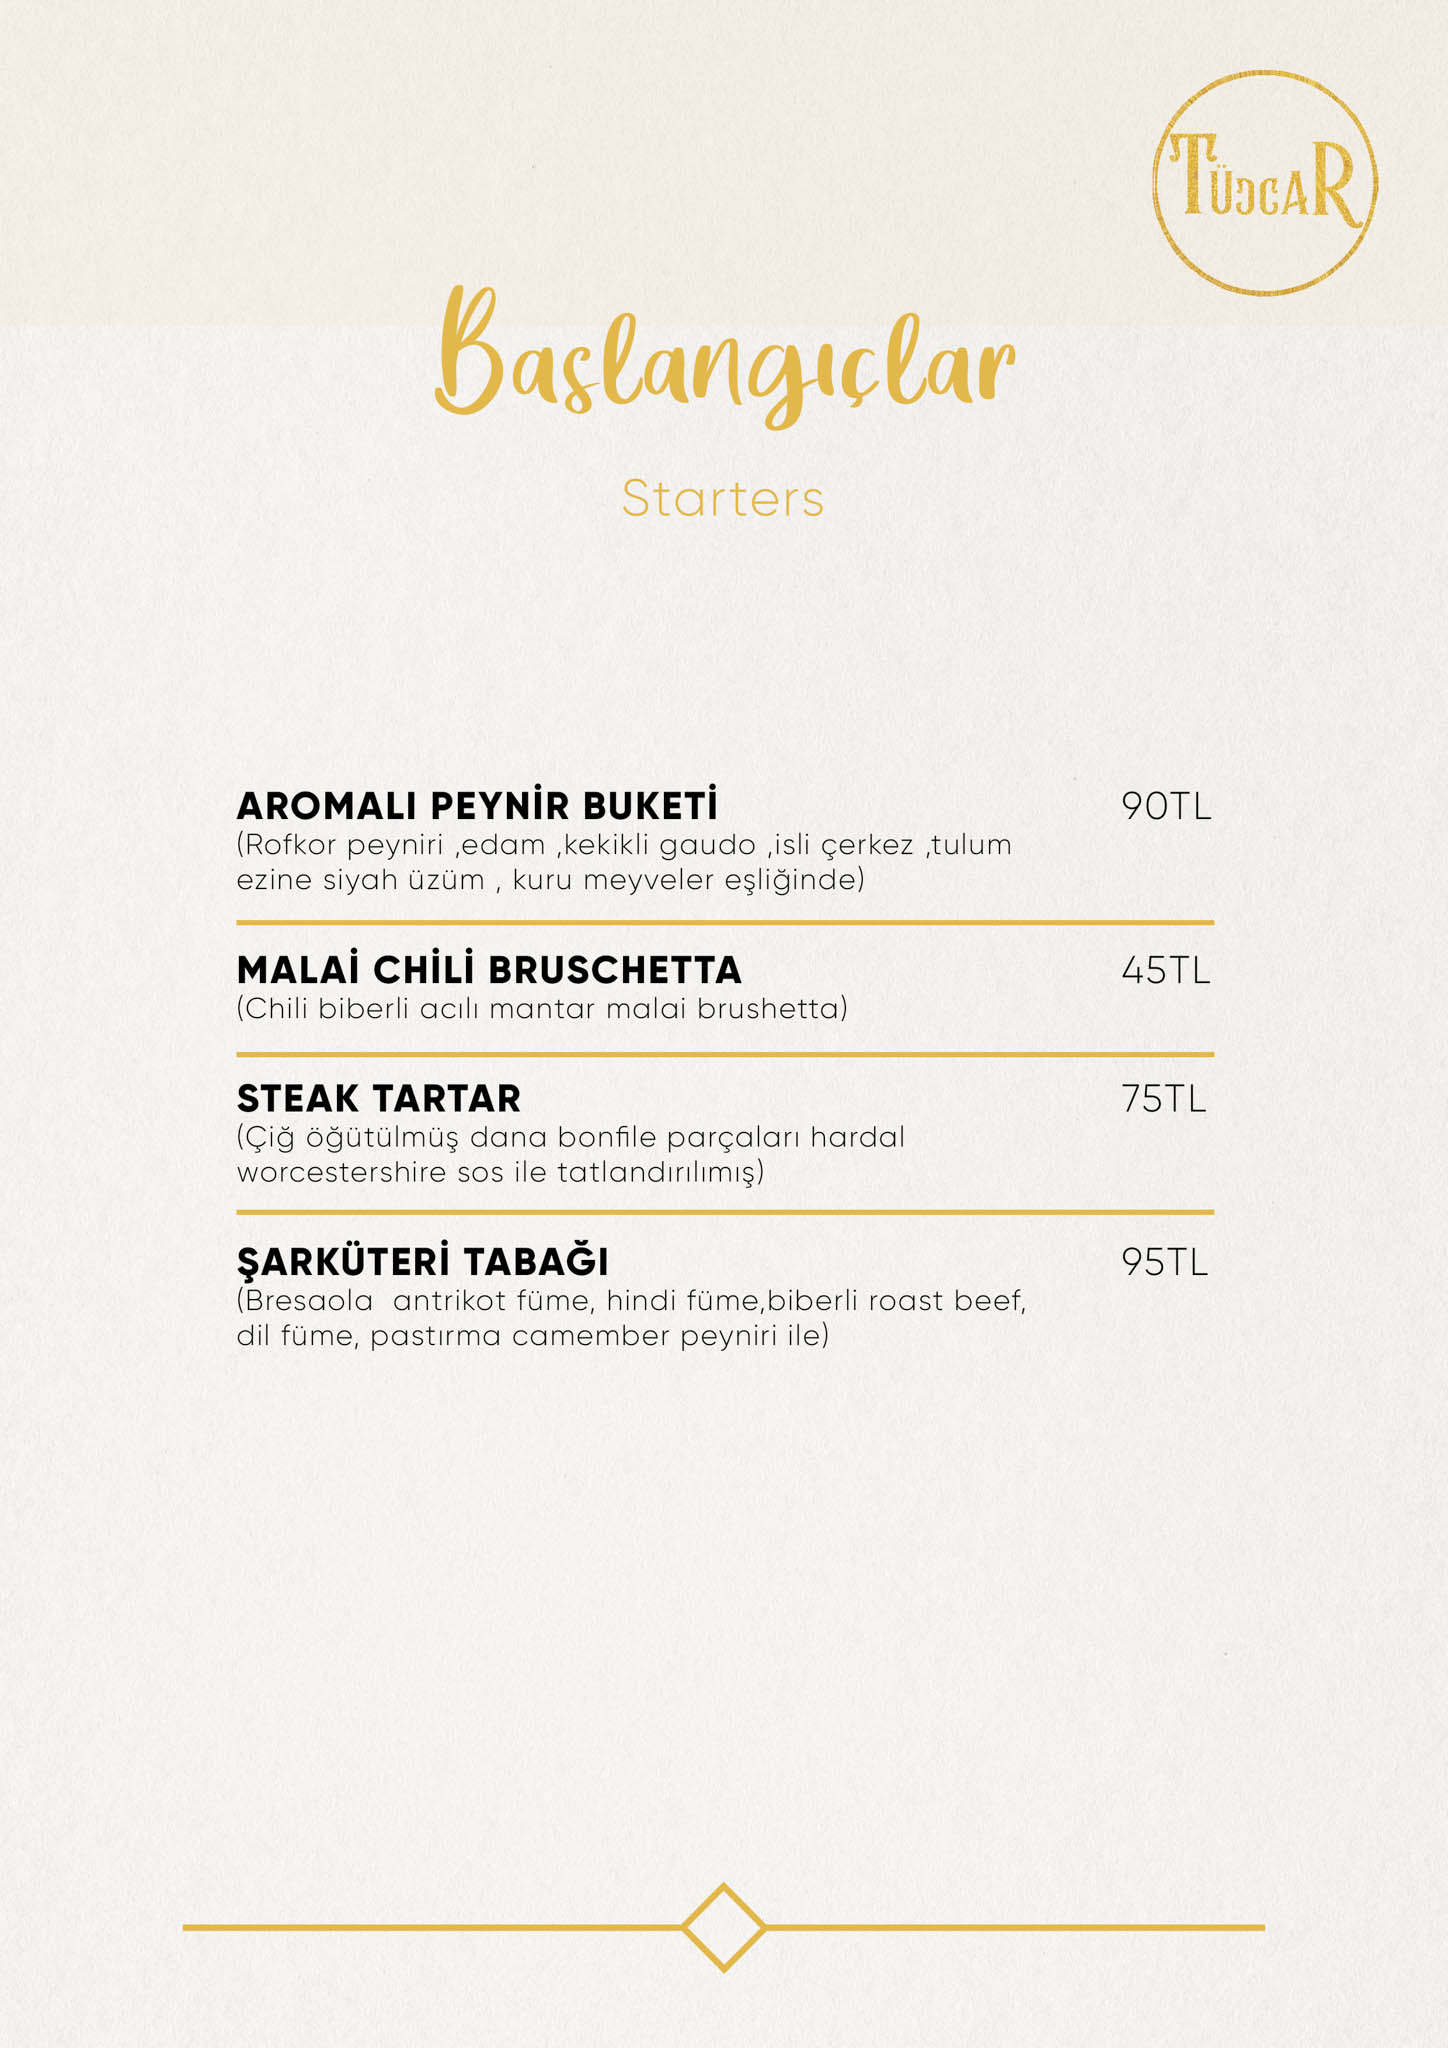 TÜCCAR
Başlangıçlar
Starters
AROMALI PEYNİR BUKETİ 90TL
(Rofkor peyniri ,edam ,kekikli gaudo ,isli çerkez ,tulum
ezine siyah üzüm , kuru meyveler eşliğinde)
MALAİ CHİLİ BRUSCHETTA 45TL
(Chili biberli acılı mantar malai brushetta)
STEAK TARTAR 75TL
(Çiğ öğütülmüş dana bonfile parçaları hardal
worcestershire sos ile tatlandırılımış)
ŞARKÜTERİ TABAĞI 95TL
(Bresaola  antrikot füme, hindi füme,biberli roast beef,
dil füme, pastırma camember peyniri ile)